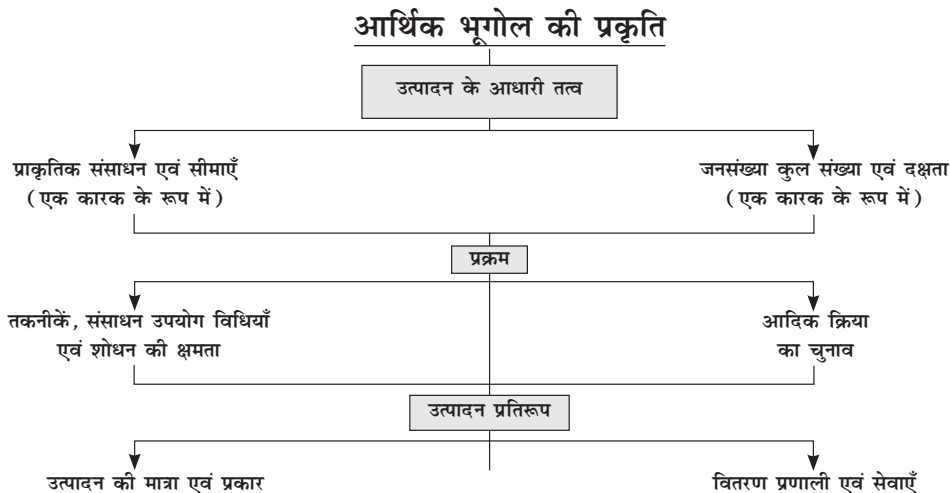 आर्थिक भूगोल की प्रकृति
उत्पादन के आधारी तत्व
प्राकृतिक संसाधन एवं सीमाएँ
(एक कारक के रूप में)
जनसंख्या कुल संख्या एवं दक्षता
(एक कारक के रूप में)
प्रक्रम
तकनीकें, संसाधन उपयोग विधियाँ
एवं शोधन की क्षमता
आदिक क्रिया
का चुनाव
उत्पादन प्रतिरूप
उत्पादन की मात्रा एवं प्रकार
वितरण प्रणाली एवं सेवाएँ